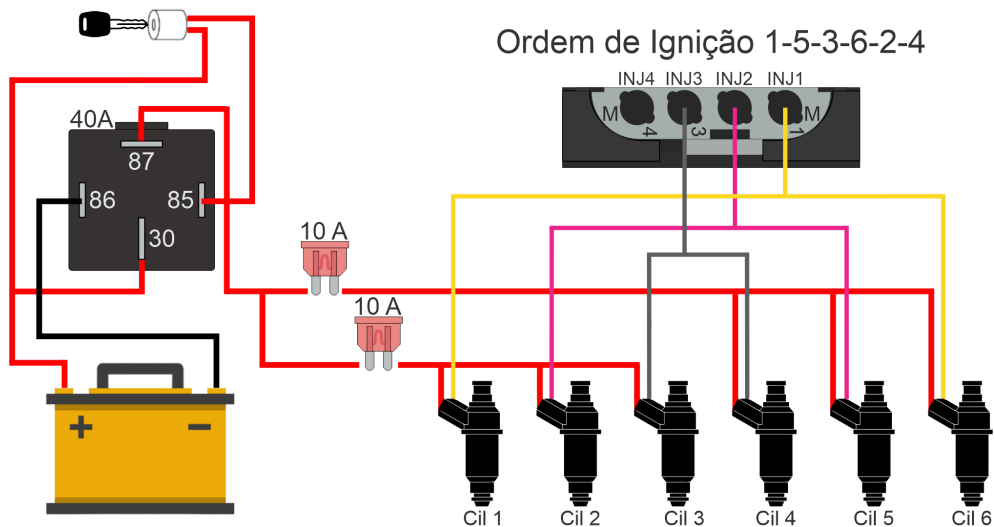 Ordem de Ignição 1-5-3-6-2-4
INJ4 INJ3 INJ2 INJ1
M M
4 3 1
40A
87
86 85
30
10 A
10 A
+ −
Cil 1 Cil 2 Cil 3 Cil 4 Cil 5 Cil 6